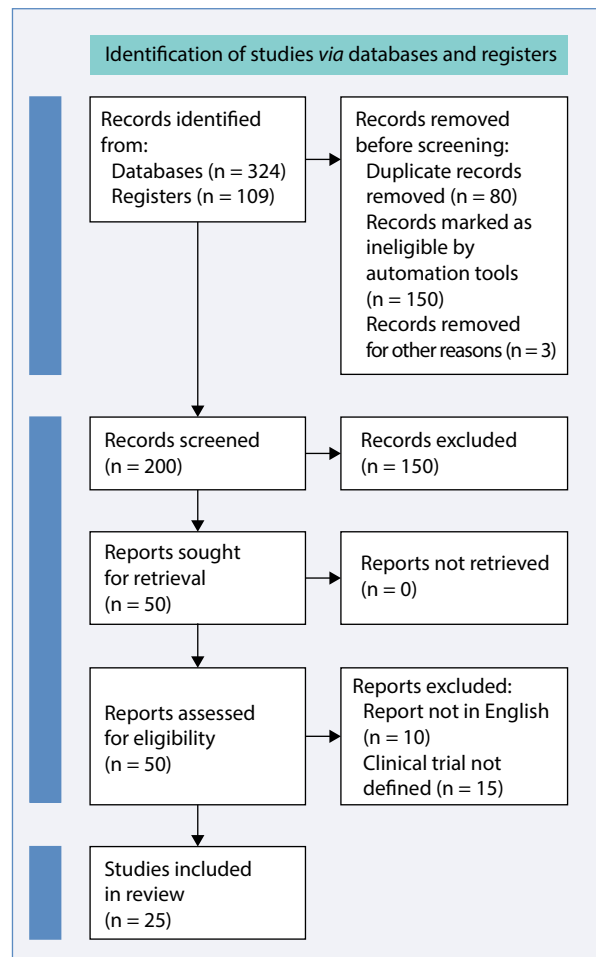 Identification of studies via databases and registers
Records identified
from:
Databases (n = 324)
Registers (n = 109)
Records removed
before screening:
Duplicate records
removed (n = 80)
Records marked as
ineligible by
automation tools
(n = 150)
Records removed
for other reasons (n = 3)
Records screened
(n = 200)
Records excluded
(n = 150)
Reports sought
for retrieval
(n = 50)
Reports not retrieved
(n = 0)
Reports assessed
for eligibility
(n = 50)
Reports excluded:
Report not in English
(n = 10)
Clinical trial not
defined (n = 15)
Studies included
in review
(n = 25)